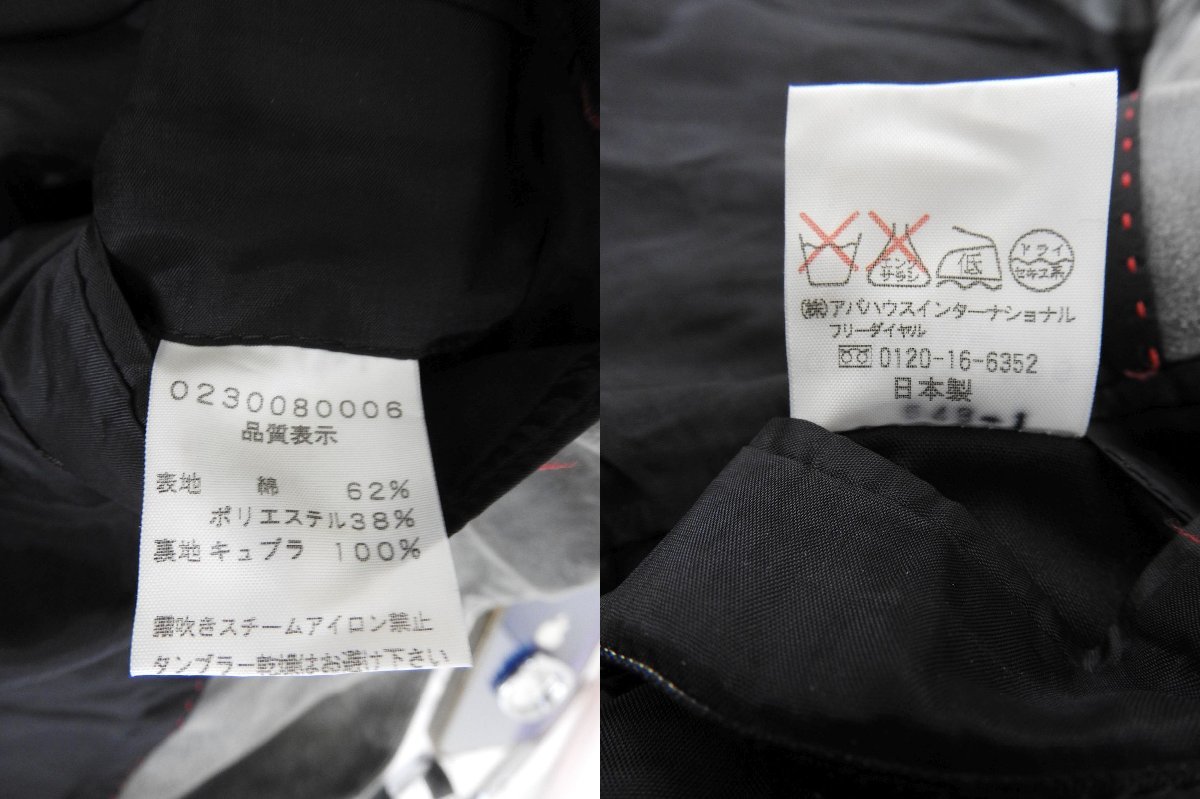 0230080006
品質表示
表地 綿 62%
ポリエステル38%
裏地キュプラ 100%
霧吹きスチームアイロン禁止
タンブラー乾燥はお避け下さい
エンソ
サラシ
低
ドライ
セキユ系
(株)アバハウスインターナショナル
フリーダイヤル
0120-16-6352
日本製